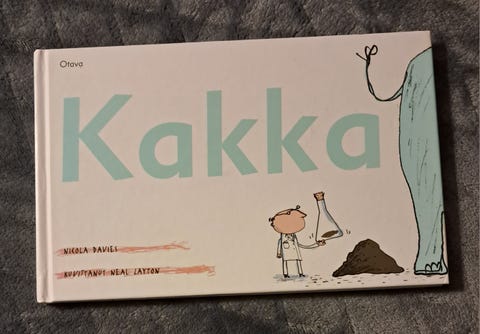 Otava
Kakka
NICOLA DAVIES
KUVITTANUT NEAL LAYTON